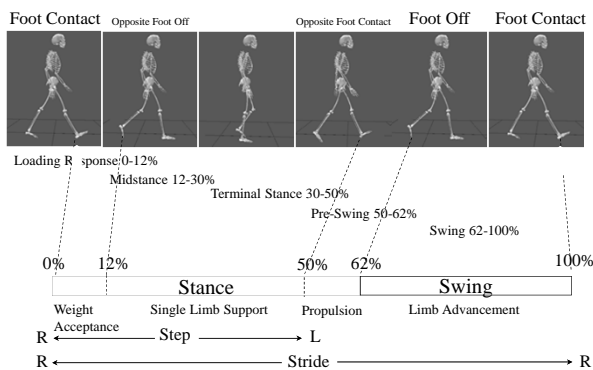 Foot Contact
Opposite Foot Off
Opposite Foot Contact
Foot Off
Foot Contact
Loading Response 0-12%
Midstance 12-30%
Terminal Stance 30-50%
Pre-Swing 50-62%
Swing 62-100%
0%
12%
50%
62%
100%
Stance
Swing
Weight
Acceptance
Single Limb Support
Propulsion
Limb Advancement
R
Step
L
R
Stride
R